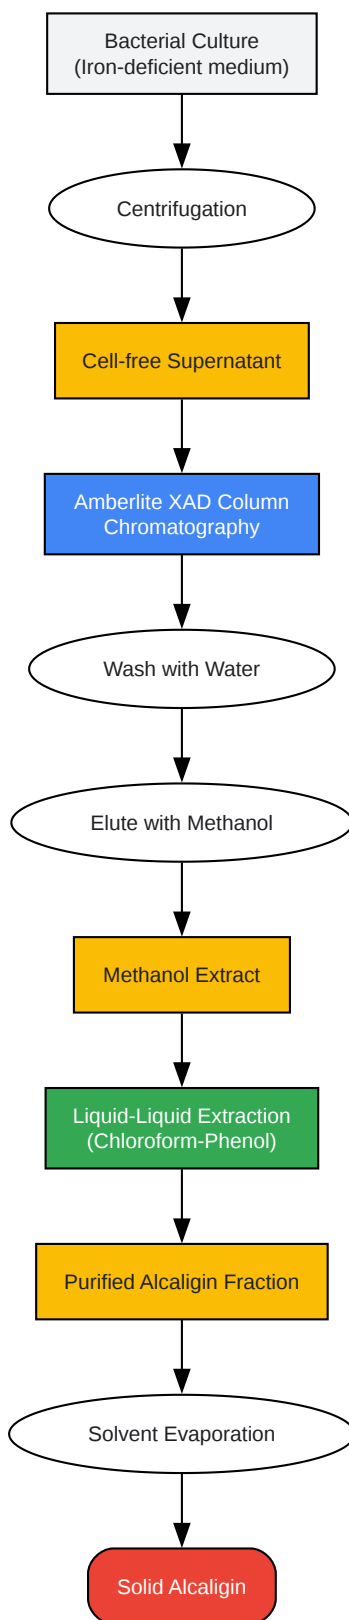 Bacterial Culture
(Iron-deficient medium)
Centrifugation
Cell-free Supernatant
Amberlite XAD Column
Chromatography
Wash with Water
Elute with Methanol
Methanol Extract
Liquid-Liquid Extraction
(Chloroform-Phenol)
Purified Alcaligin Fraction
Solvent Evaporation
Solid Alcaligin